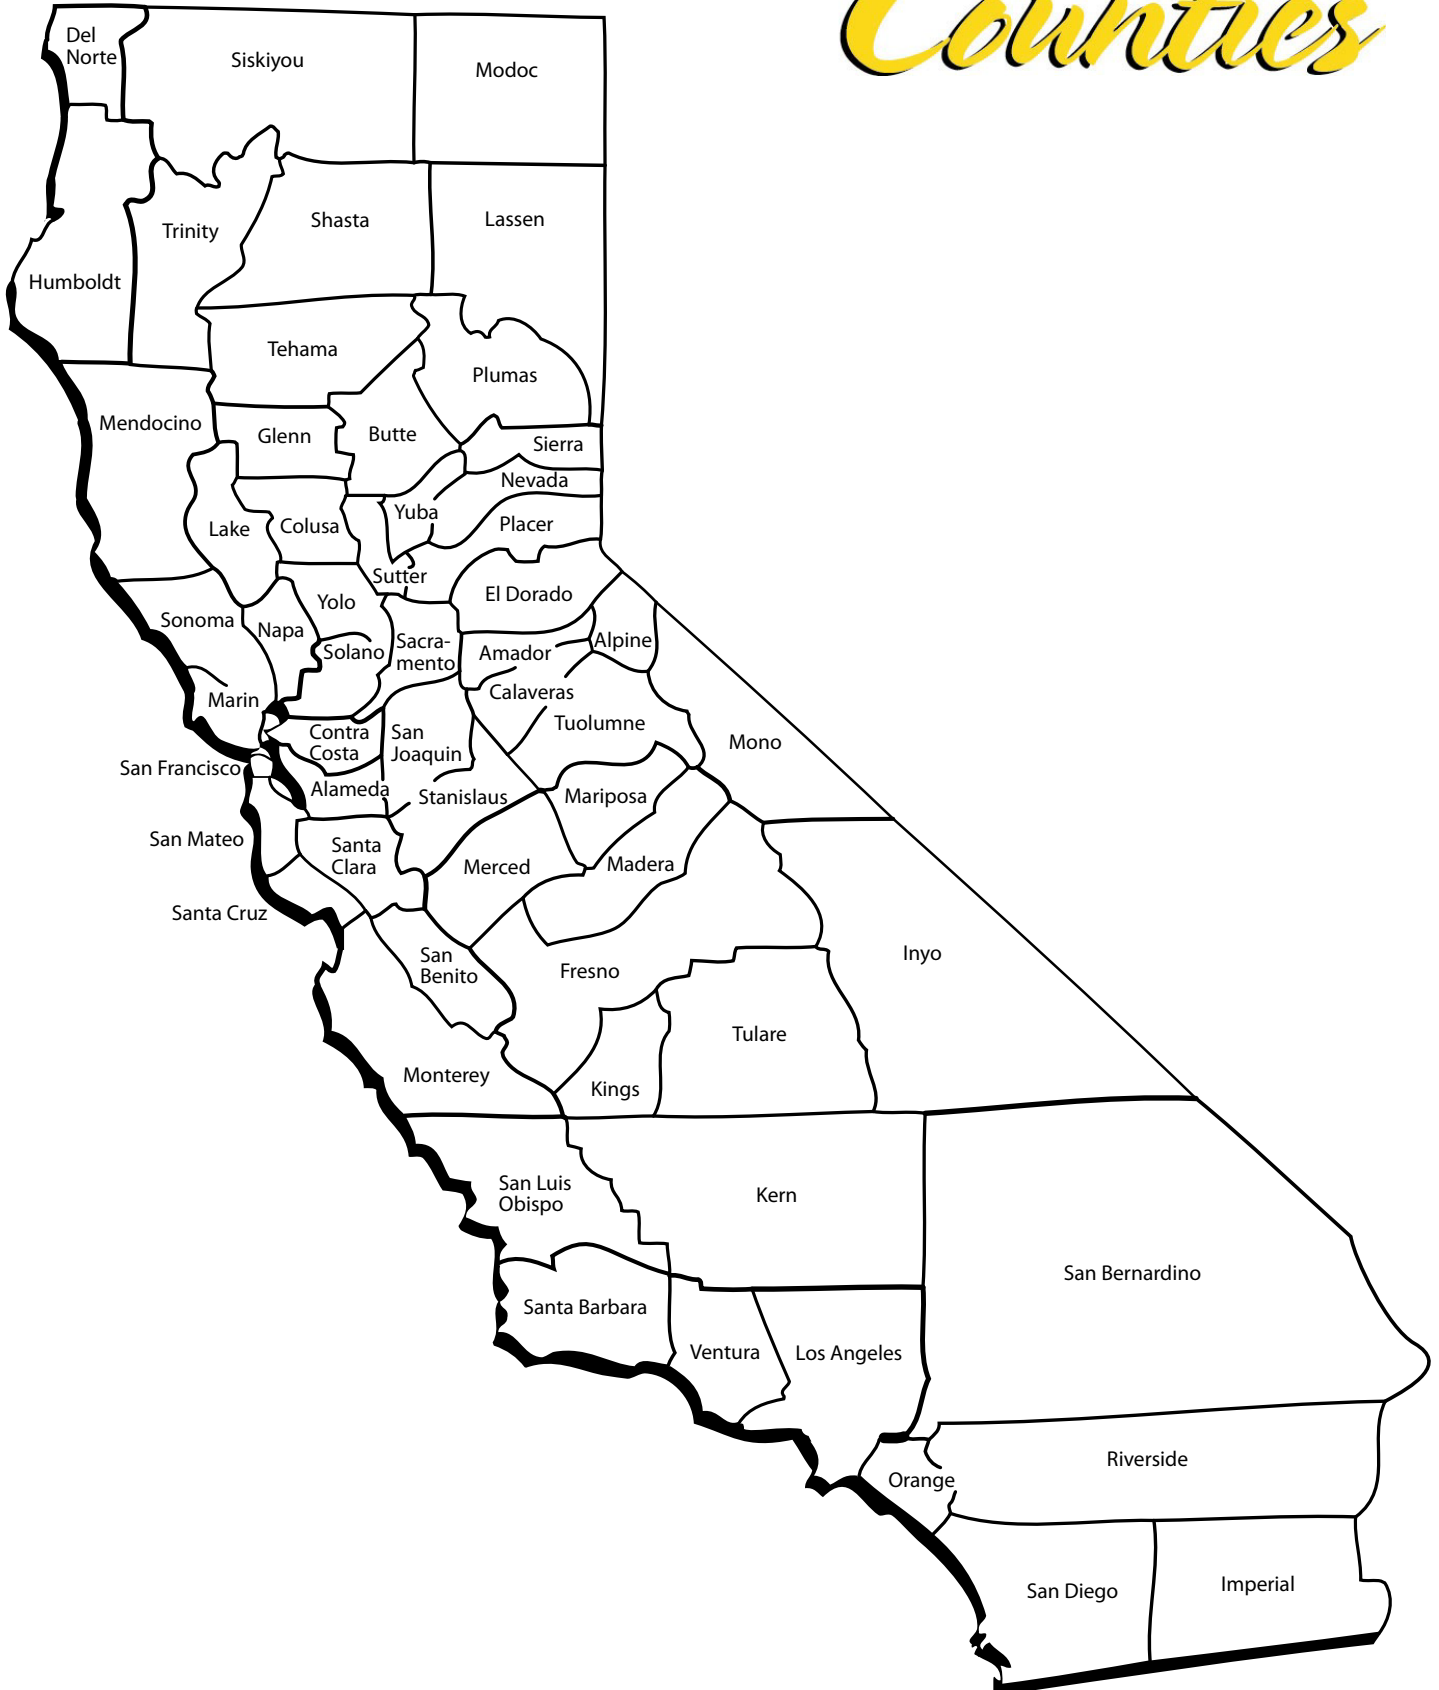 Counties
Del
Norte
Siskiyou
Modoc
Shasta
Lassen
Trinity
Humboldt
Tehama
Plumas
Mendocino
Glenn
Butte
Sierra
Nevada
Yuba
Placer
Lake
Colusa
Sutter
El Dorado
Yolo
Sonoma
Napa
Sacra-
mento
Alpine
Solano
Amador
Calaveras
Marin
Tuolumne
Contra
Costa
San
Joaquin
Mono
San Francisco
Alameda
Stanislaus
Mariposa
San Mateo
Santa
Clara
Merced
Madera
Santa Cruz
San
Benito
Fresno
Inyo
Tulare
Monterey
Kings
San Luis
Obispo
Kern
San Bernardino
Santa Barbara
Ventura
Los Angeles
Riverside
Orange
San Diego
Imperial